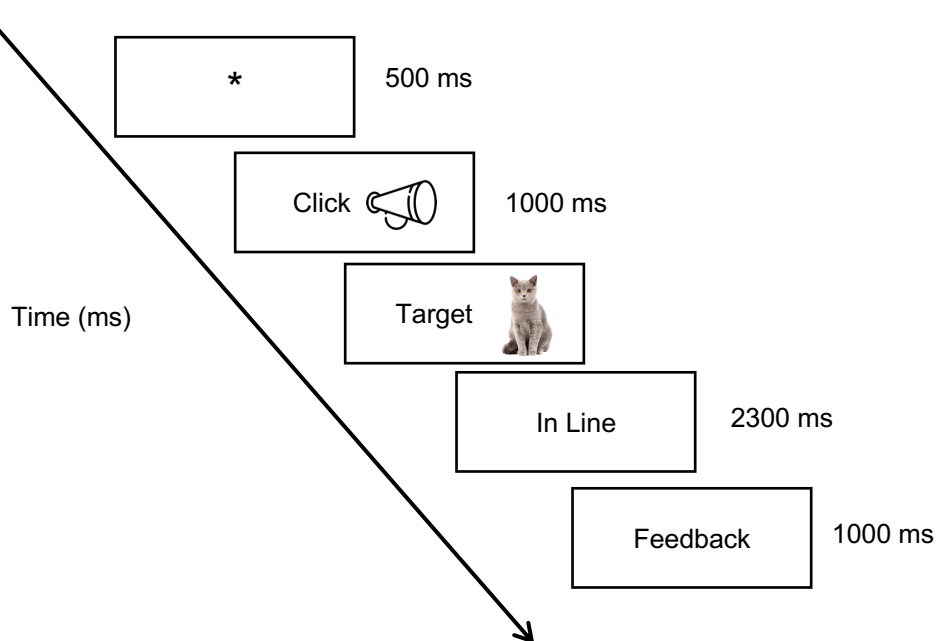 *
500 ms
Click
1000 ms
Time (ms)
Target
In Line
2300 ms
Feedback
1000 ms